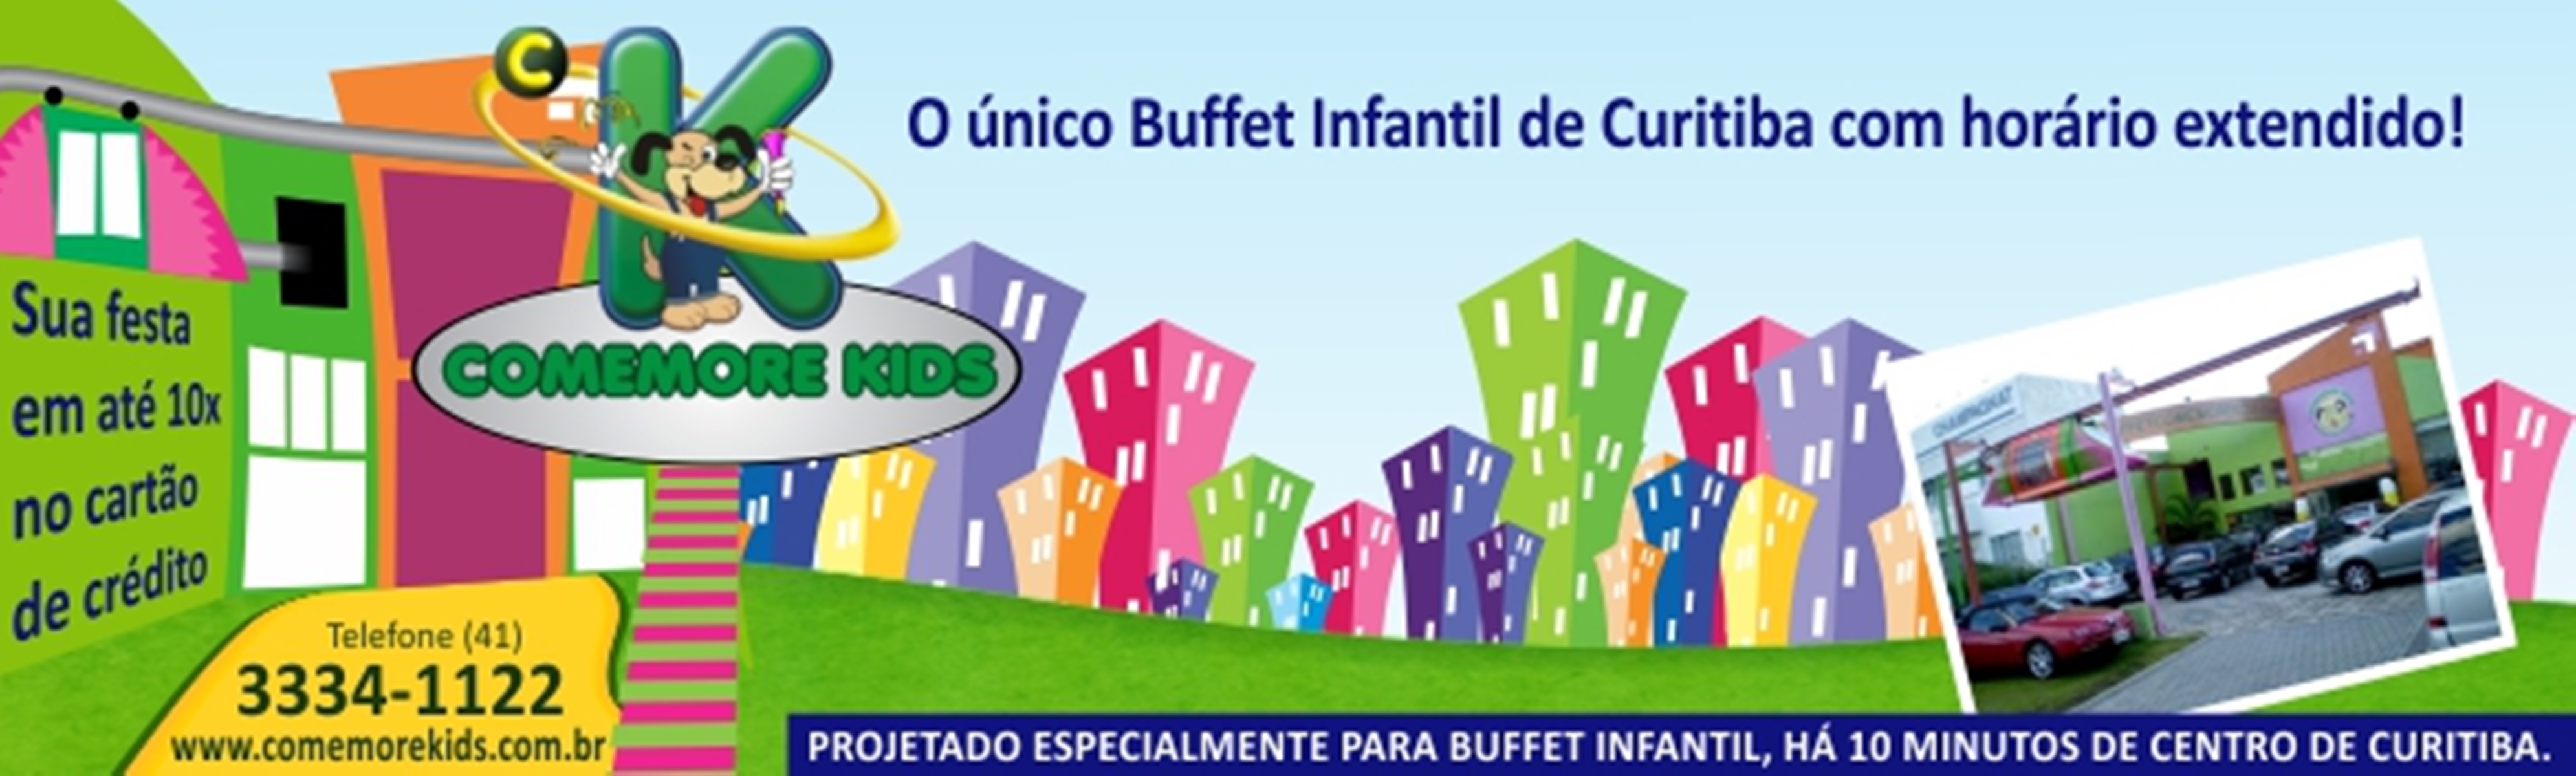 O único Buffet Infantil de Curitiba com horário extendido!
C
K
COMEMORE KIDS
Sua festa
em até 10x
no cartão
de crédito
Telefone (41)
3334-1122
www.comemorekids.com.br
PROJETADO ESPECIALMENTE PARA BUFFET INFANTIL, HÁ 10 MINUTOS DE CENTRO DE CURITIBA.